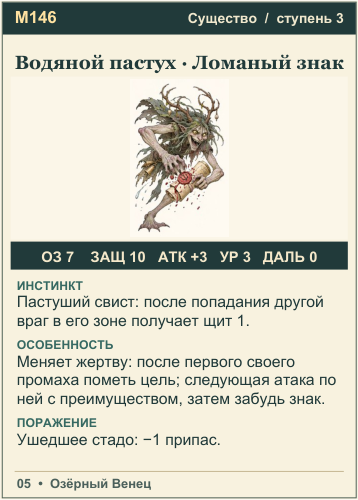 M146 Существо / ступень 3
Водяной пастух · Ломаный знак
ОЗ 7 ЗАЩ 10 АТК +3 УР 3 ДАЛЬ 0
ИНСТИНКТ
Пастуший свист: после попадания другой
враг в его зоне получает щит 1.
ОСОБЕННОСТЬ
Меняет жертву: после первого своего
промаха пометь цель; следующая атака по
ней с преимуществом, затем забудь знак.
ПОРАЖЕНИЕ
Ушедшее стадо: −1 припас.
05 • Озёрный Венец